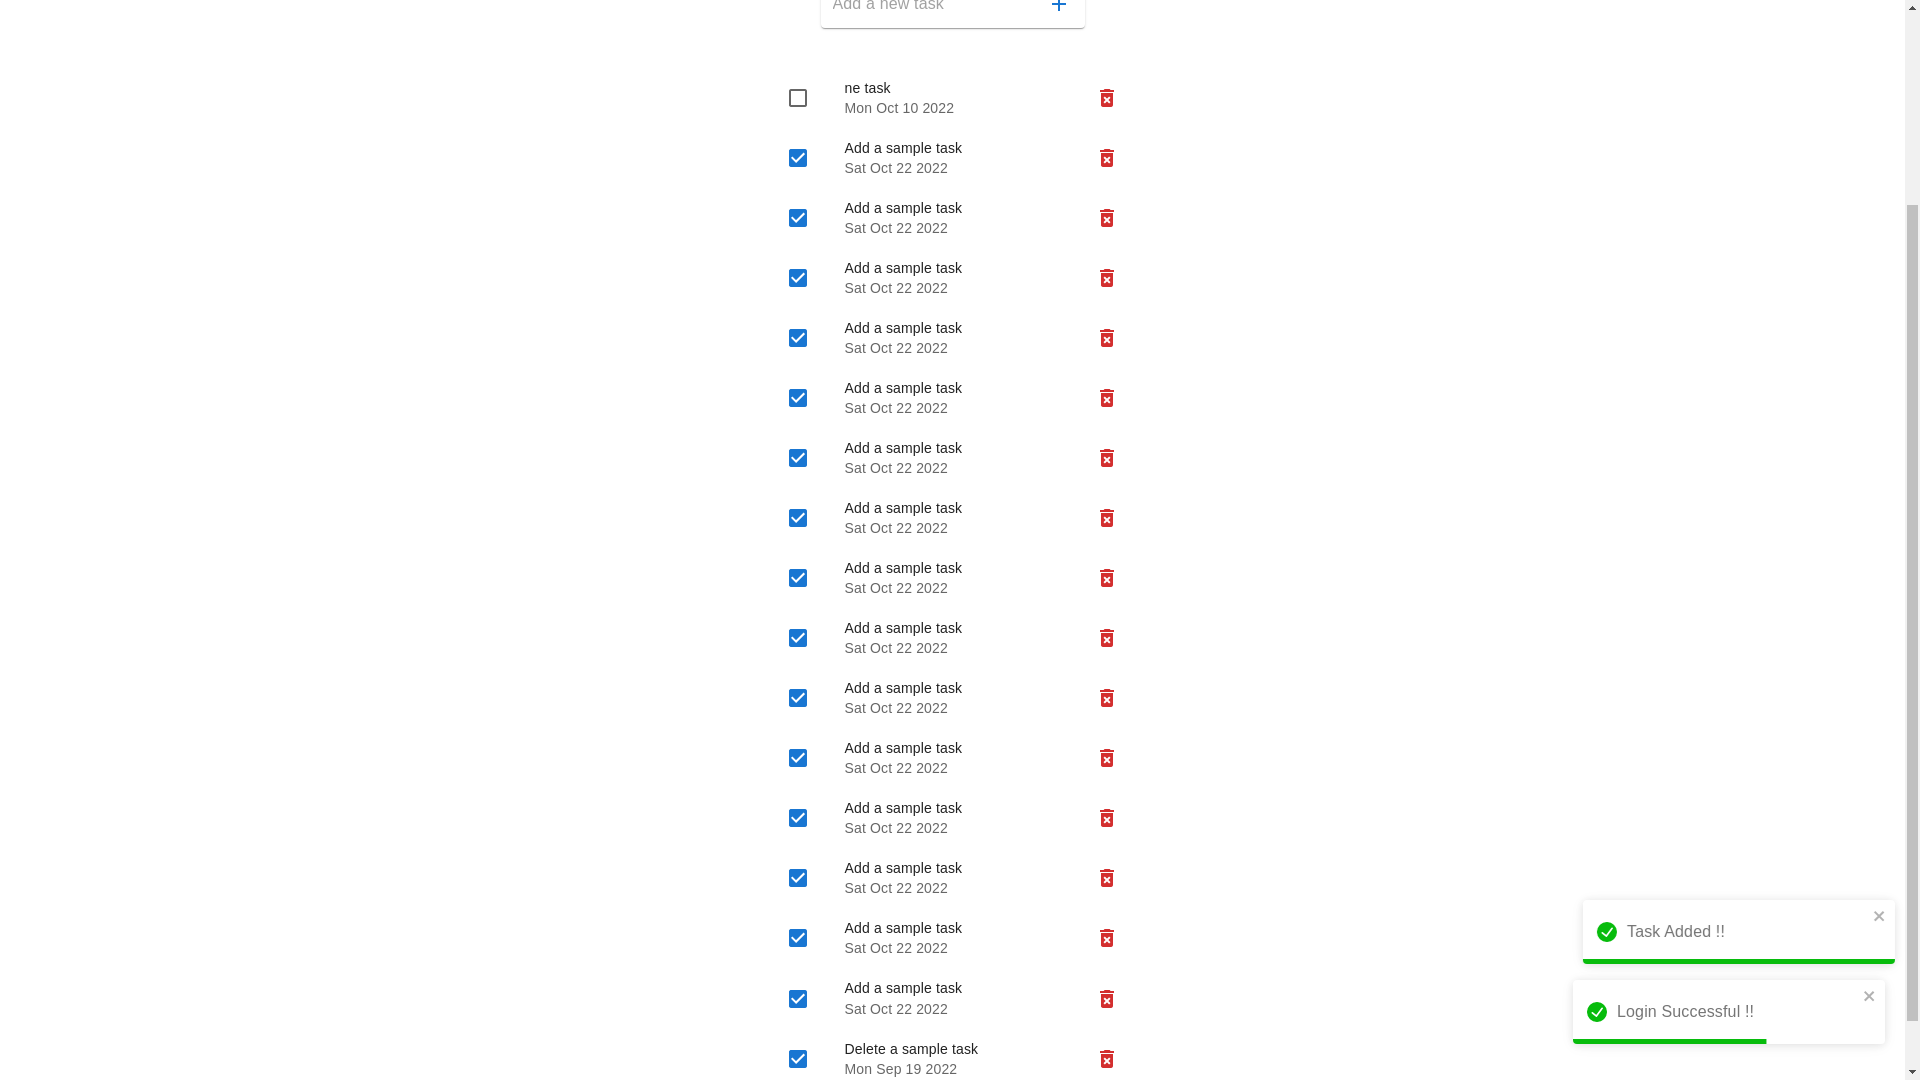 Add a new task
ne task
Mon Oct 10 2022
Add a sample task
Sat Oct 22 2022
Add a sample task
Sat Oct 22 2022
Add a sample task
Sat Oct 22 2022
Add a sample task
Sat Oct 22 2022
Add a sample task
Sat Oct 22 2022
Add a sample task
Sat Oct 22 2022
Add a sample task
Sat Oct 22 2022
Add a sample task
Sat Oct 22 2022
Add a sample task
Sat Oct 22 2022
Add a sample task
Sat Oct 22 2022
Add a sample task
Sat Oct 22 2022
Add a sample task
Sat Oct 22 2022
Add a sample task
Sat Oct 22 2022
Add a sample task
Sat Oct 22 2022
Add a sample task
Sat Oct 22 2022
Delete a sample task
Mon Sep 19 2022
Task Added !!
Login Successful !!